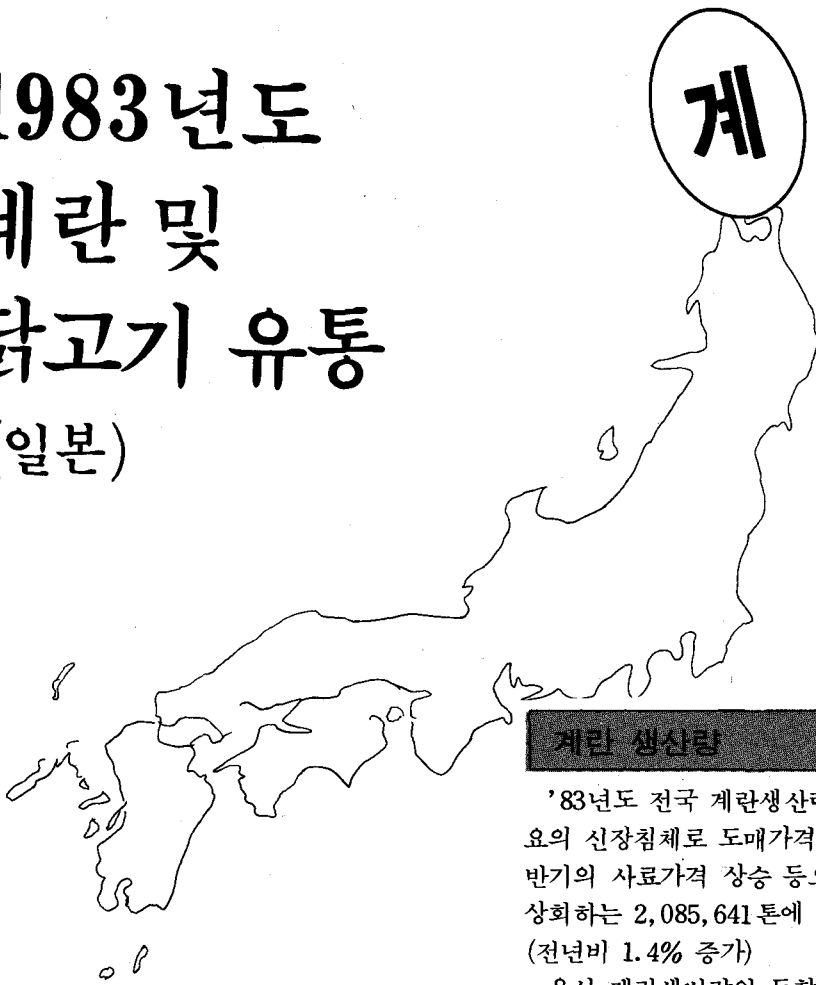 1983년도
계란 및
닭고기 유통
(일본)
계
계란 생산량
'83년도 전국 계란생산
요의 신장침체로 도매가격
반기의 사료가격 상승 등
상회하는 2,085,641톤에
(전년비 1.4% 증가)